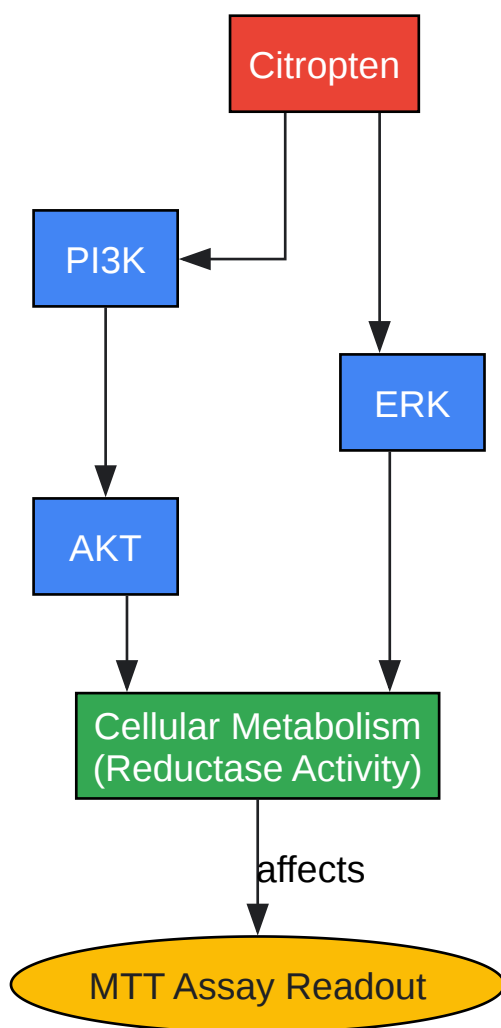 Citropten
PI3K
ERK
AKT
Cellular Metabolism
(Reductase Activity)
affects
MTT Assay Readout